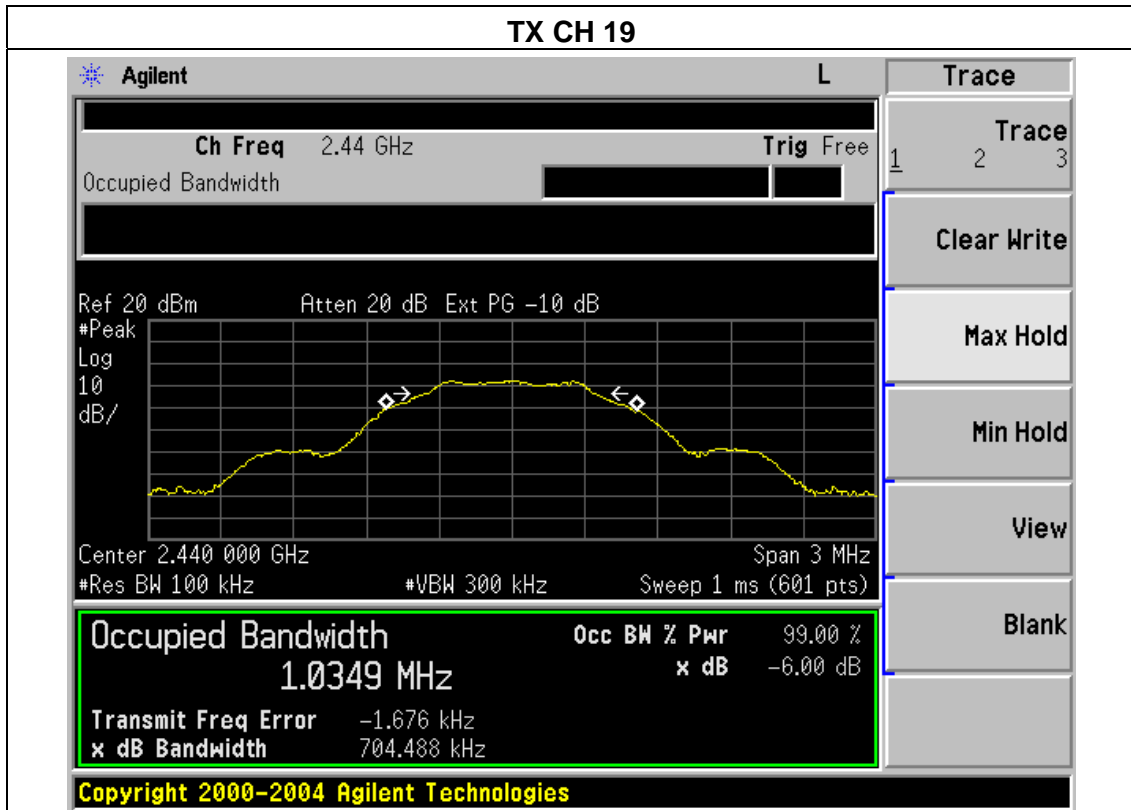 TX CH 19
Agilent L Trace
Ch Freq 2.44 GHz Trig Free
Occupied Bandwidth
Trace
1 2 3
Clear Write
Max Hold
Min Hold
View
Blank
Ref 20 dBm Atten 20 dB Ext PG -10 dB
#Peak
Log
10
dB/
Center 2.440 000 GHz Span 3 MHz
#Res BW 100 kHz #VBW 300 kHz Sweep 1 ms (601 pts)
Occupied Bandwidth Occ BW % Pwr 99.00 %
1.0349 MHz x dB -6.00 dB
Transmit Freq Error -1.676 kHz
x dB Bandwidth 704.488 kHz
Copyright 2000-2004 Agilent Technologies